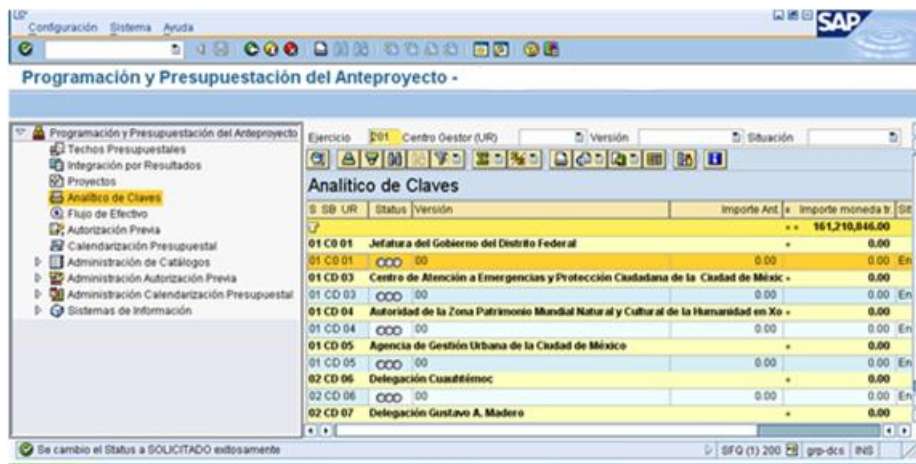 Configuración Sistema Ayuda
SAP
Programación y Presupuestación del Anteproyecto -
Programación y Presupuestación del Anteproyecto
Techos Presupuestales
Integración por Resultados
Proyectos
Analítico de Claves
Flujo de Efectivo
Autorización Previa
Calendarización Presupuestal
Administración de Catálogos
Administración Autorización Previa
Administración Calendarización Presupuestal
Sistemas de Información
Ejercicio 201 Centro Gestor (UR) Versión Situación
Analítico de Claves
S SB UR Status Versión Importe Ant. Importe moneda tr. Sit
161,210,846.00
01 C0 01 Jefatura del Gobierno del Distrito Federal 0.00
01 C0 01 00 0.00 0.00 En
01 CD 03 Centro de Atención a Emergencias y Protección Ciudadana de la Ciudad de Méxic 0.00
01 CD 03 00 0.00 0.00 En
01 CD 04 Autoridad de la Zona Patrimonio Mundial Natural y Cultural de la Humanidad en Xo 0.00
01 CD 04 00 0.00 0.00 En
01 CD 05 Agencia de Gestión Urbana de la Ciudad de México 0.00
01 CD 05 00 0.00 0.00 En
02 CD 06 Delegación Cuauhtémoc 0.00
02 CD 06 00 0.00 0.00 En
02 CD 07 Delegación Gustavo A. Madero 0.00
Se cambio el Status a SOLICITADO exitosamente
SFQ (1) 200 grp-dcs INS